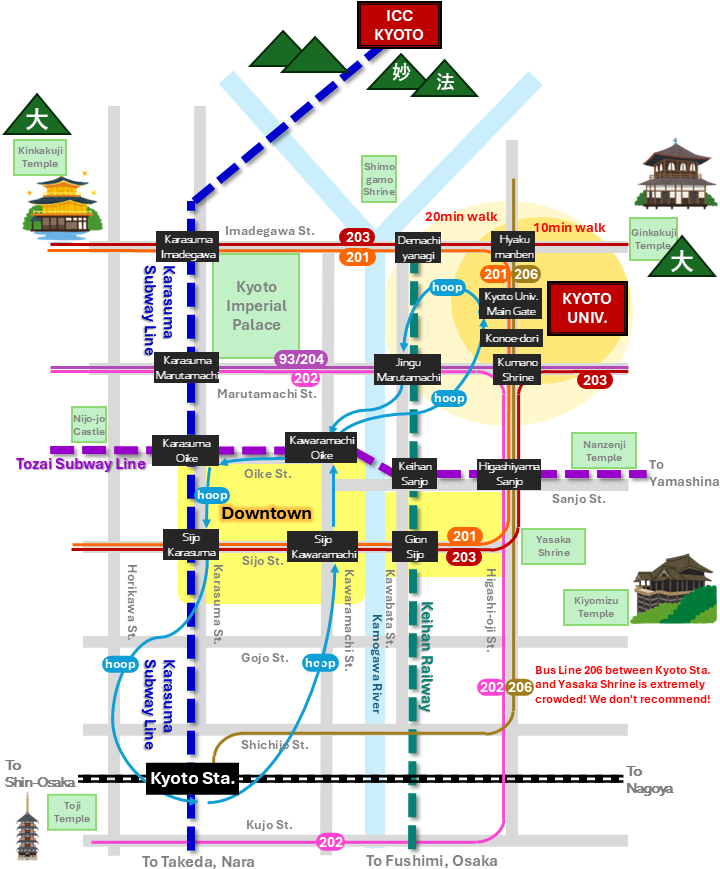 ICC
KYOTO
妙
法
大
Kinkakuji
Temple
Shimo
gamo
Shrine
20min walk
10min walk
Ginkakuji
Temple
大
Imadegawa St.
Karasuma
Imadegawa
203
201
Demachi
yanagi
Hyaku
manben
201
206
hoop
Kyoto Univ.
Main Gate
KYOTO
UNIV.
Karasuma
Subway Line
Kyoto
Imperial
Palace
Konoe-dori
Karasuma
Marutamachi
93/204
202
Jingu
Marutamachi
Kumano
Shrine
203
Marutamachi St.
hoop
Nijo-jo
Castle
Karasuma
Oike
Kawaramachi
Oike
Nanzenji
Temple
Tozai Subway Line
Oike St.
Keihan
Sanjo
Higashiyama
Sanjo
To
Yamashina
Sanjo St.
hoop
Downtown
Sijo
Karasuma
Sijo
Kawaramachi
Gion
Sijo
201
203
Yasaka
Shrine
Sijo St.
Horikawa St.
Karasuma St.
Kawaramachi St.
Kawabata St.
Higashi-oji St.
Kiyomizu
Temple
Kamogawa River
Keihan Railway
hoop
Karasuma
Subway Line
Gojo St.
hoop
202
206
Bus Line 206 between Kyoto Sta.
and Yasaka Shrine is extremely
crowded! We don't recommend!
Shichijo St.
To
Shin-Osaka
Kyoto Sta.
To
Nagoya
Toji
Temple
Kujo St.
202
To Takeda, Nara
To Fushimi, Osaka